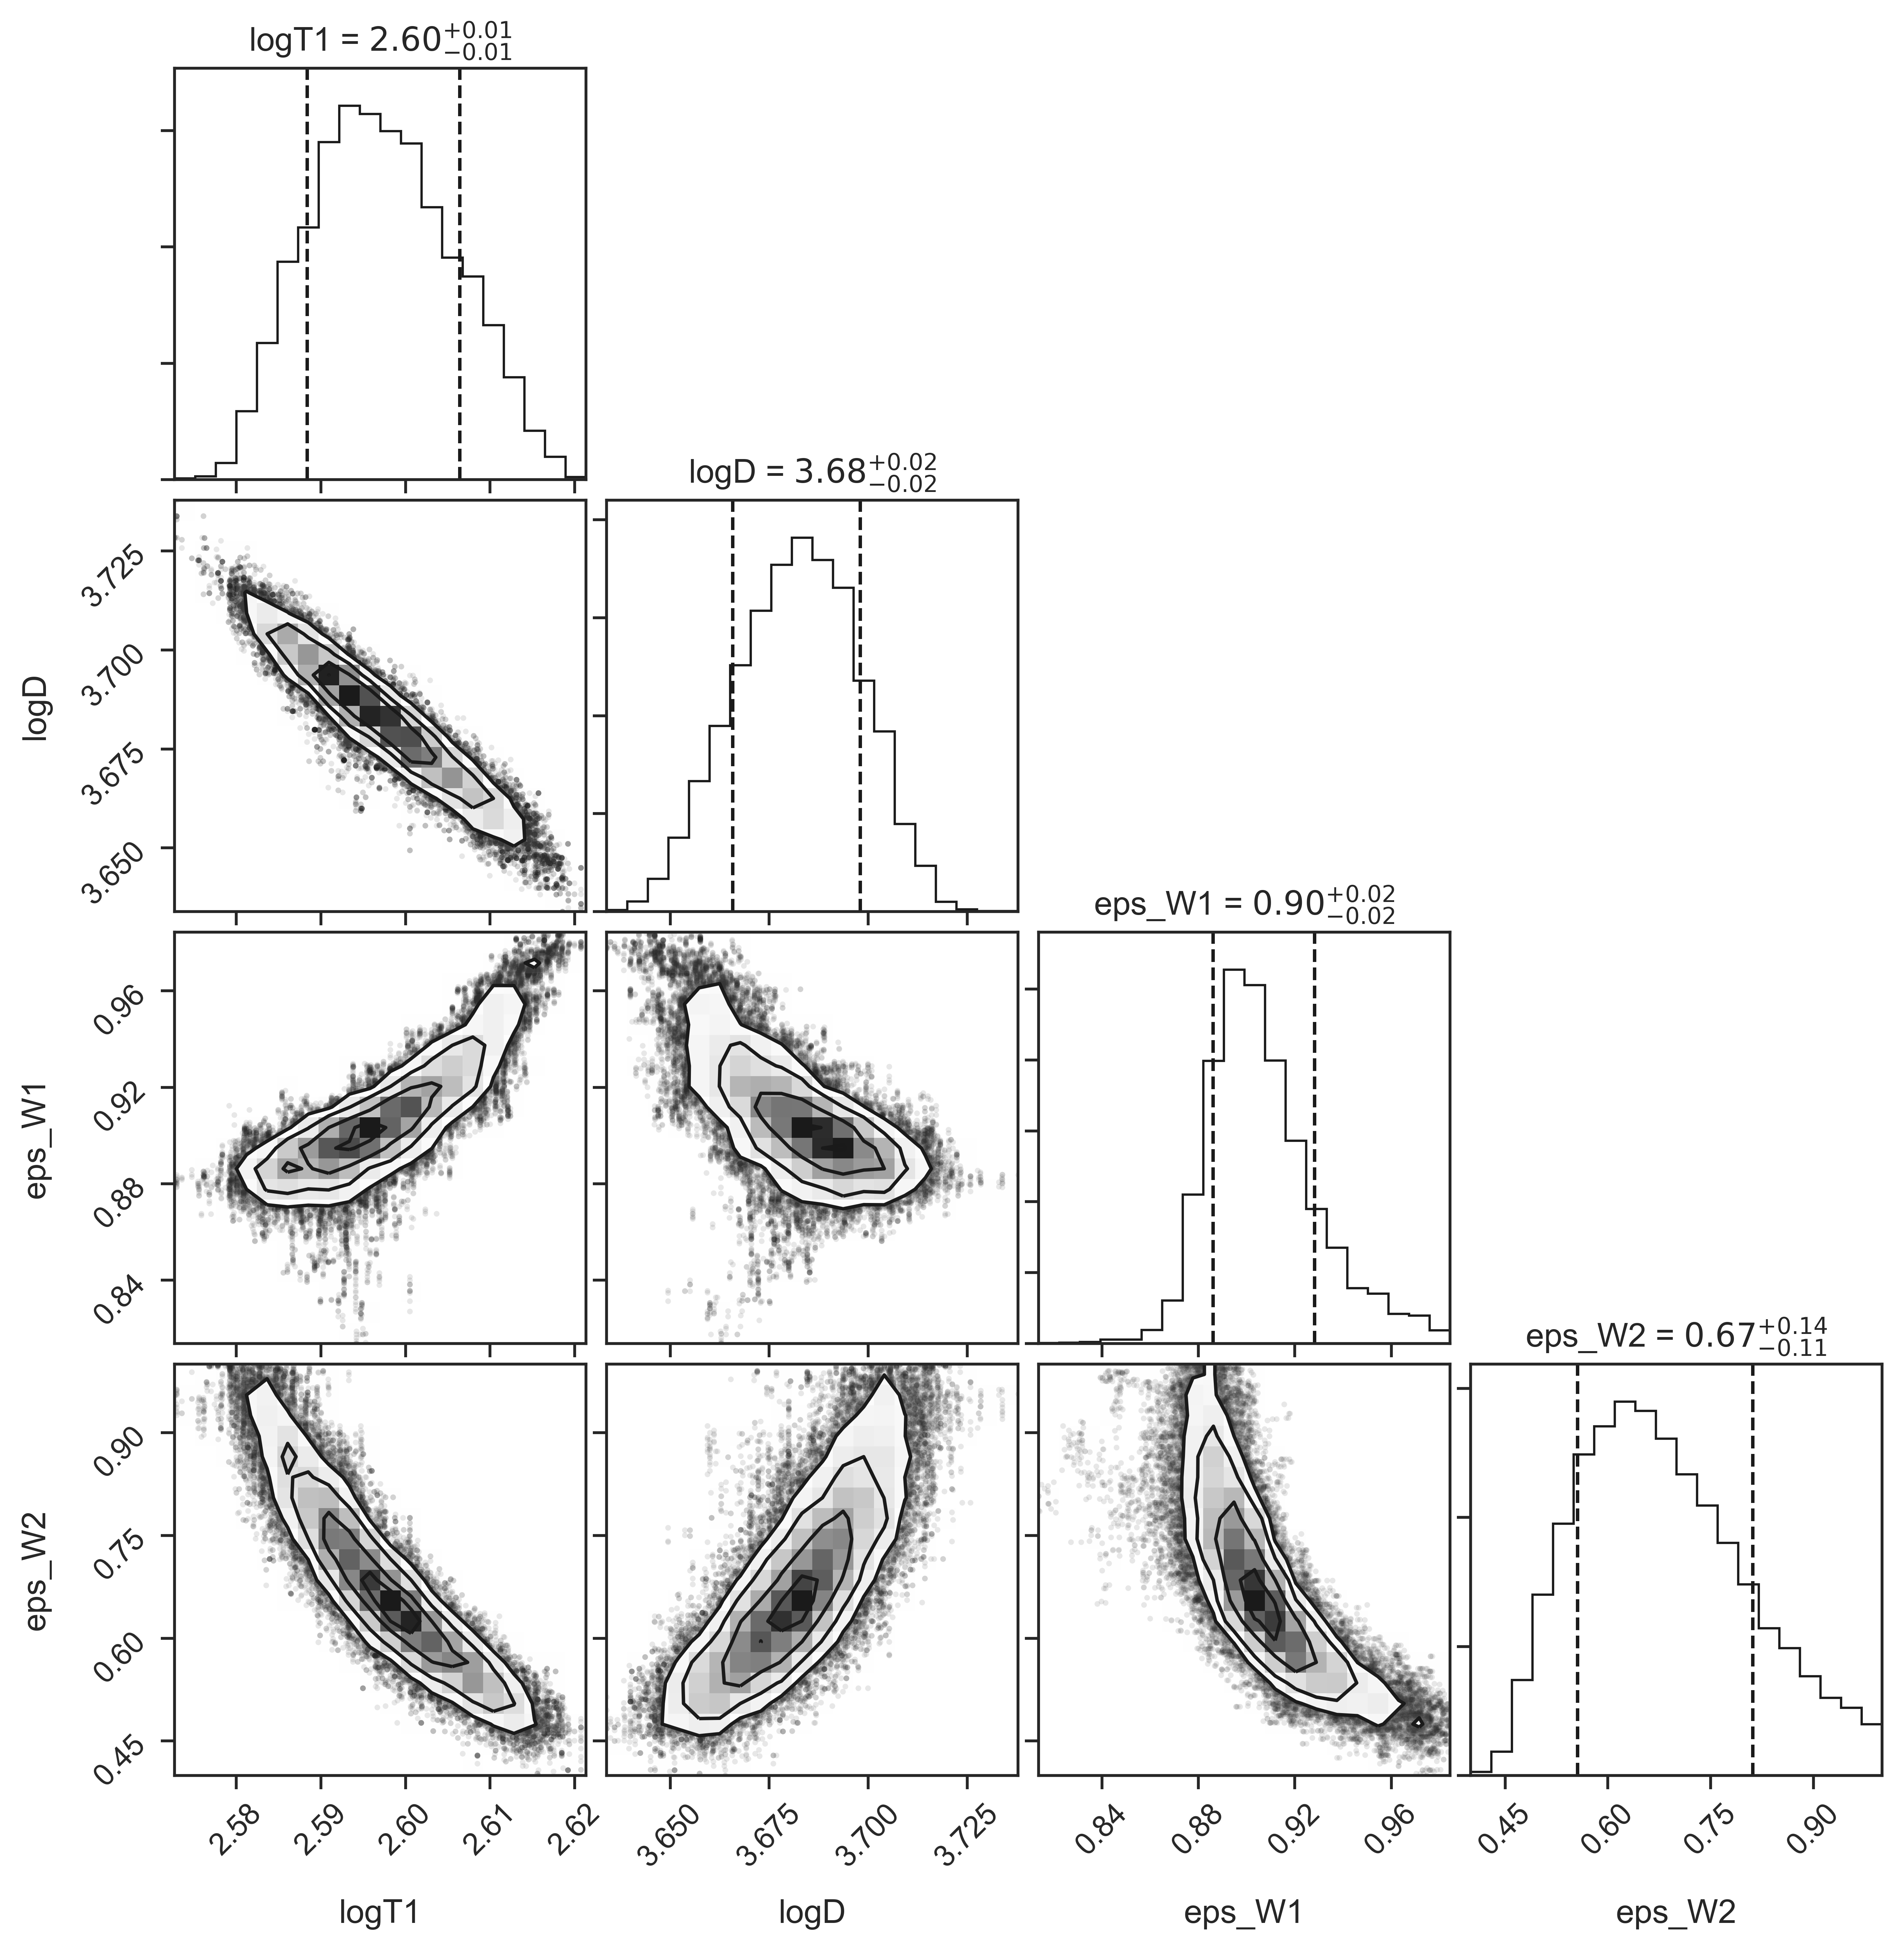 logT1 = 2.60+0.01−0.01
logD = 3.68+0.02−0.02
3.725
3.700
3.675
3.650
logD
eps_W1 = 0.90+0.02−0.02
0.96
0.92
0.88
0.84
eps_W1
eps_W2 = 0.67+0.14−0.11
0.90
0.75
0.60
0.45
eps_W2
2.58 2.59 2.60 2.61 2.62 3.650 3.675 3.700 3.725 0.84 0.88 0.92 0.96 0.45 0.60 0.75 0.90
logT1 logD eps_W1 eps_W2